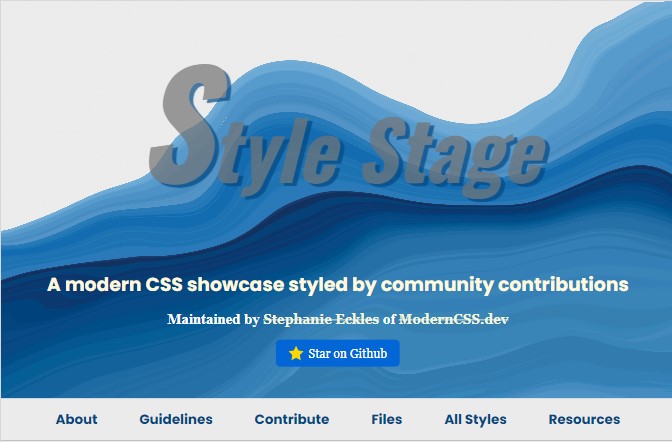 Style Stage
A modern CSS showcase styled by community contributions
Maintained by Stephanie Eckles of ModernCSS.dev
⭐ Star on Github
About Guidelines Contribute Files All Styles Resources